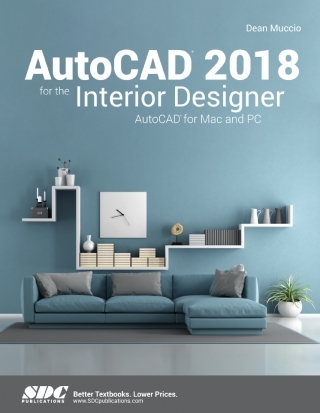 Dean Muccio
AutoCAD® 2018
for the Interior Designer
AutoCAD® for Mac and PC
SDC
PUBLICATIONS
Better Textbooks. Lower Prices.
www.SDCpublications.com